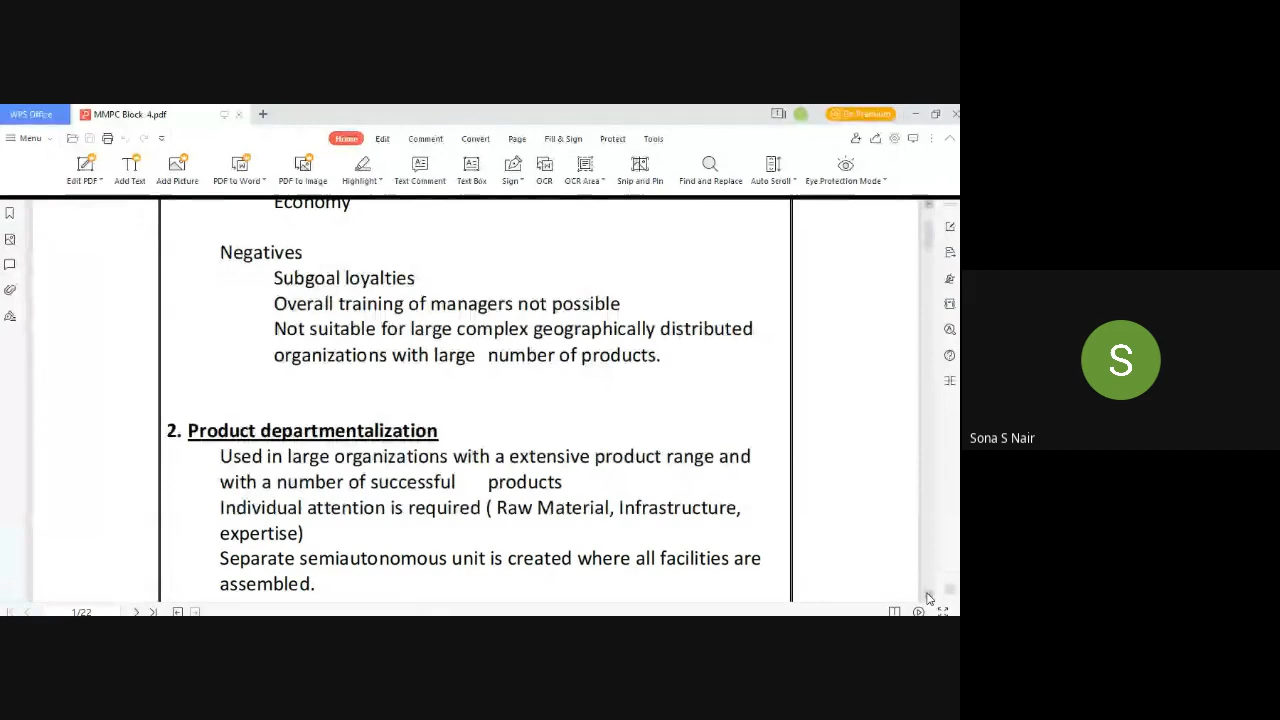 WPS Office
MMPC Block 4.pdf
Go Premium
Menu
Home
Edit
Comment
Convert
Page
Fill & Sign
Protect
Tools
Edit PDF
Add Text
Add Picture
PDF to Word
PDF to Image
Highlight
Text Comment
Text Box
Sign
OCR
OCR Area
Snip and Pin
Find and Replace
Auto Scroll
Eye Protection Mode
Economy
Negatives
Subgoal loyalties
Overall training of managers not possible
Not suitable for large complex geographically distributed
organizations with large number of products.
2. Product departmentalization
Used in large organizations with a extensive product range and
with a number of successful products
Individual attention is required ( Raw Material, Infrastructure,
expertise)
Separate semiautonomous unit is created where all facilities are
assembled.
1/22
S
Sona S Nair